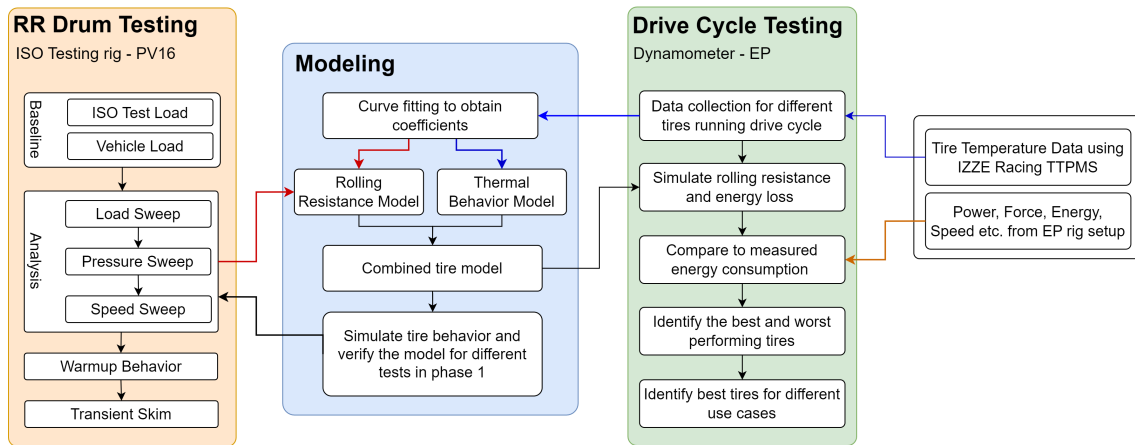 RR Drum Testing
ISO Testing rig - PV16
Baseline
ISO Test Load
Vehicle Load
Analysis
Load Sweep
Pressure Sweep
Speed Sweep
Warmup Behavior
Transient Skim
Modeling
Curve fitting to obtain
coefficients
Rolling
Resistance Model
Thermal
Behavior Model
Combined tire model
Simulate tire behavior and
verify the model for different
tests in phase 1
Drive Cycle Testing
Dynamometer - EP
Data collection for different
tires running drive cycle
Simulate rolling resistance
and energy loss
Compare to measured
energy consumption
Identify the best and worst
performing tires
Identify best tires for different
use cases
Tire Temperature Data using
IZZE Racing TTPMS
Power, Force, Energy,
Speed etc. from EP rig setup